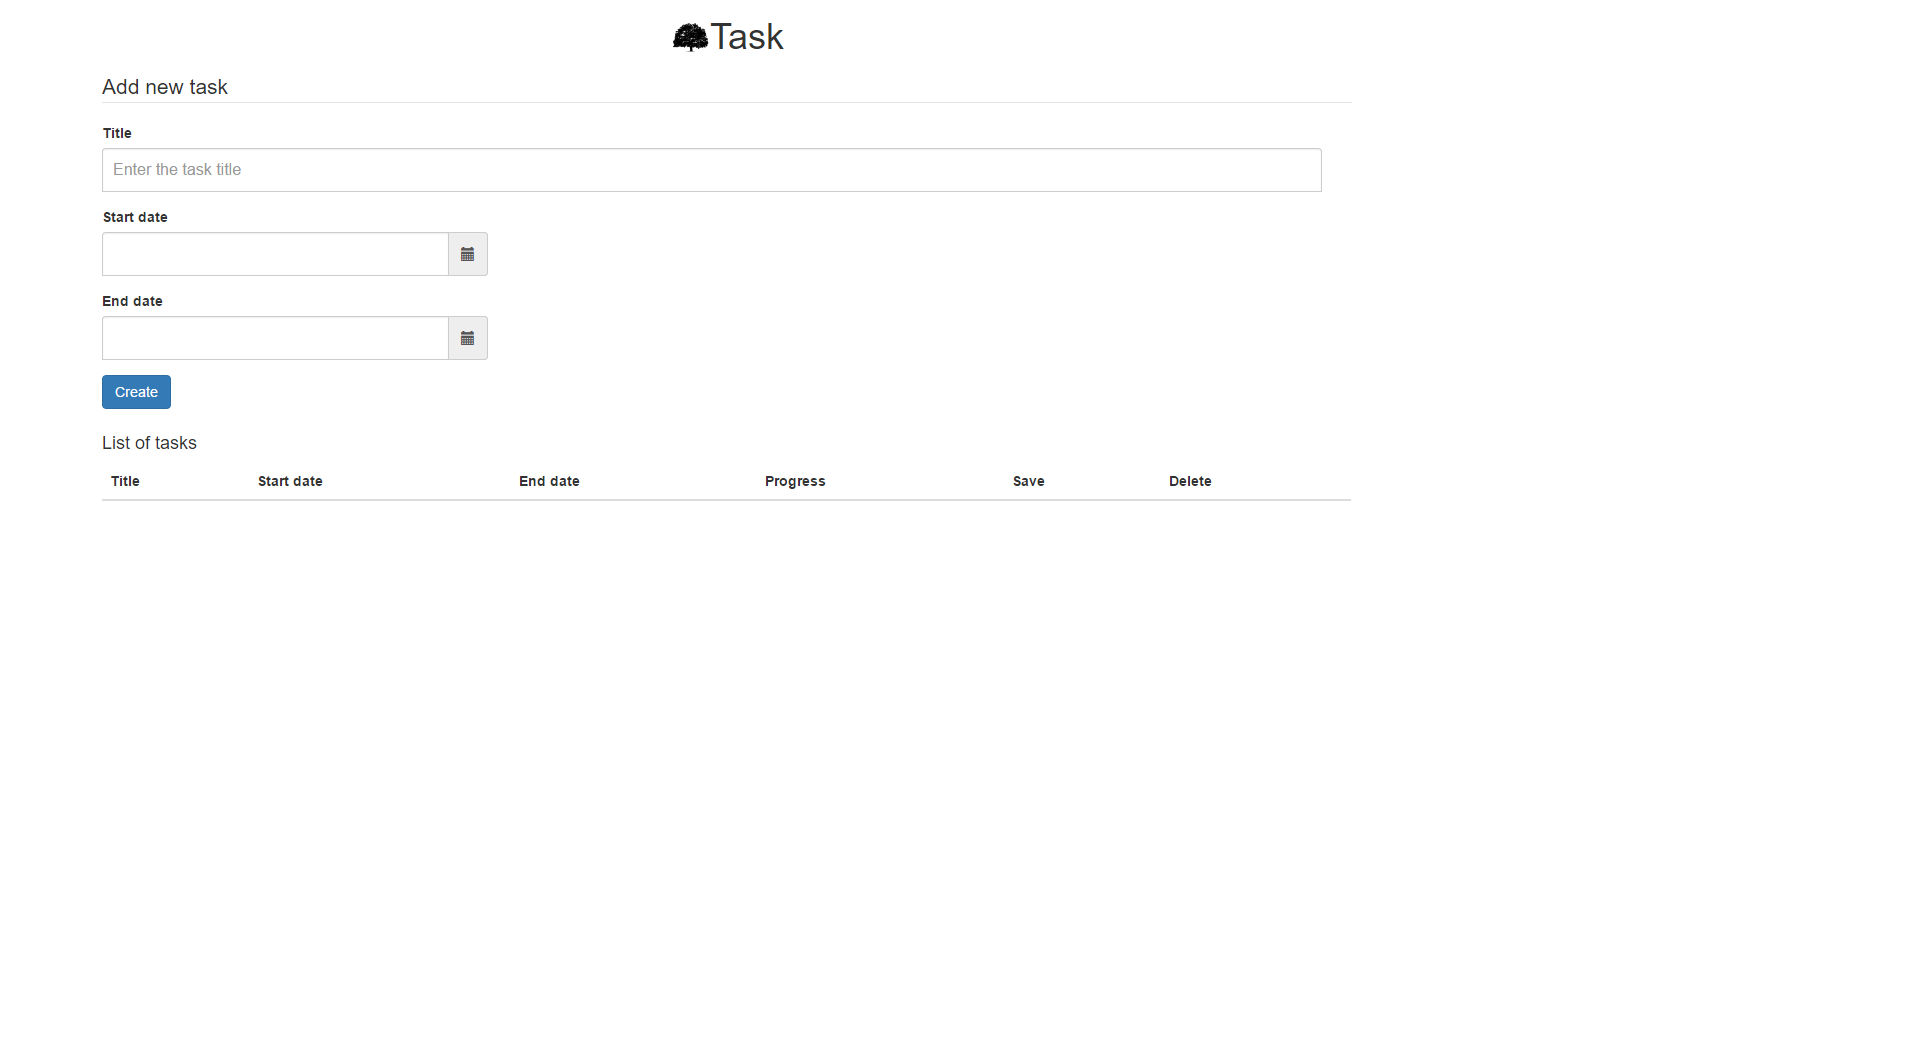 Task
Add new task
Title
Enter the task title
Start date
End date
Create
List of tasks
Title Start date End date Progress Save Delete